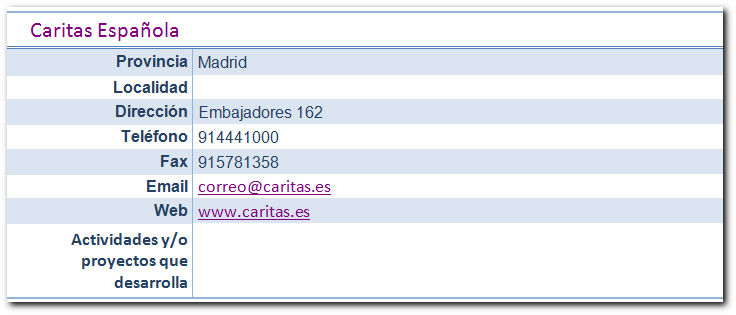 Caritas Española
Provincia Madrid
Localidad
Dirección Embajadores 162
Teléfono 914441000
Fax 915781358
Email correo@caritas.es
Web www.caritas.es
Actividades y/o
proyectos que
desarrolla